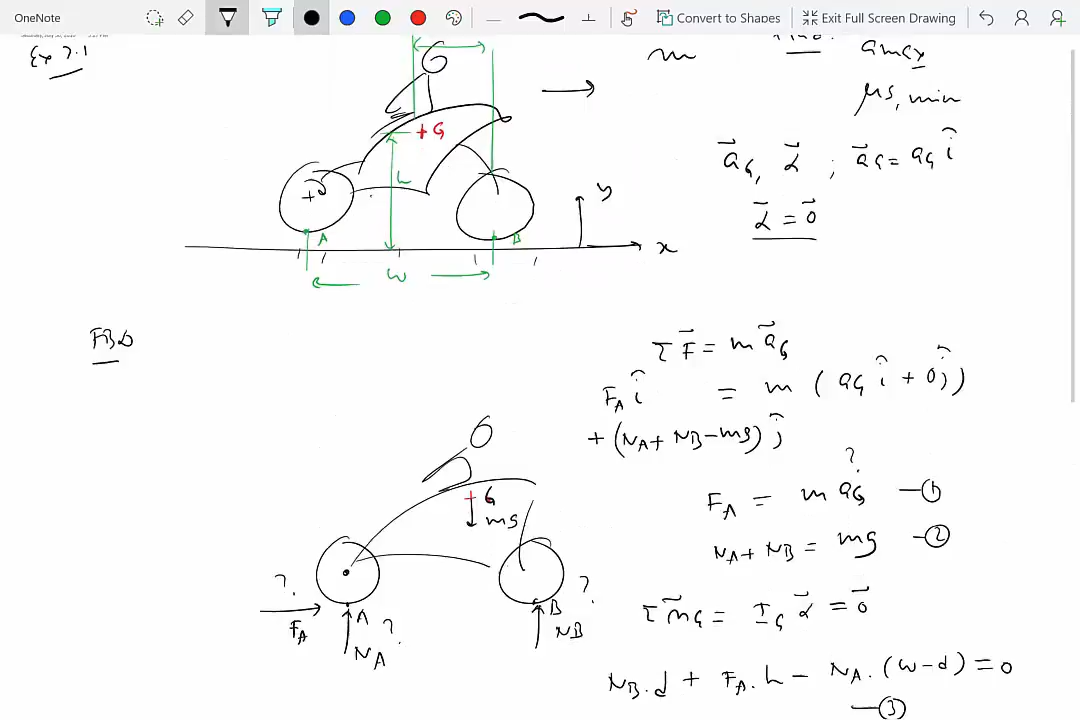 OneNote
Convert to Shapes
Exit Full Screen Drawing
Ex 7.1
m
amax
μs, min
+ G
h
a⃗G, α⃗ ; a⃗G = aG î
α⃗ = 0⃗
y
A
B
x
w
FBD
Σ F⃗ = m a⃗G
FA î = m ( aG î + 0 ĵ )
+ (NA + NB - mg) ĵ
?
FA = m aG —①
NA + NB = mg —②
+ G
mg
?
?
A
B
FA
NA
?
NB
Σ M⃗G = IG α⃗ = 0⃗
NB.d + FA.h - NA.(w-d) = 0
—③